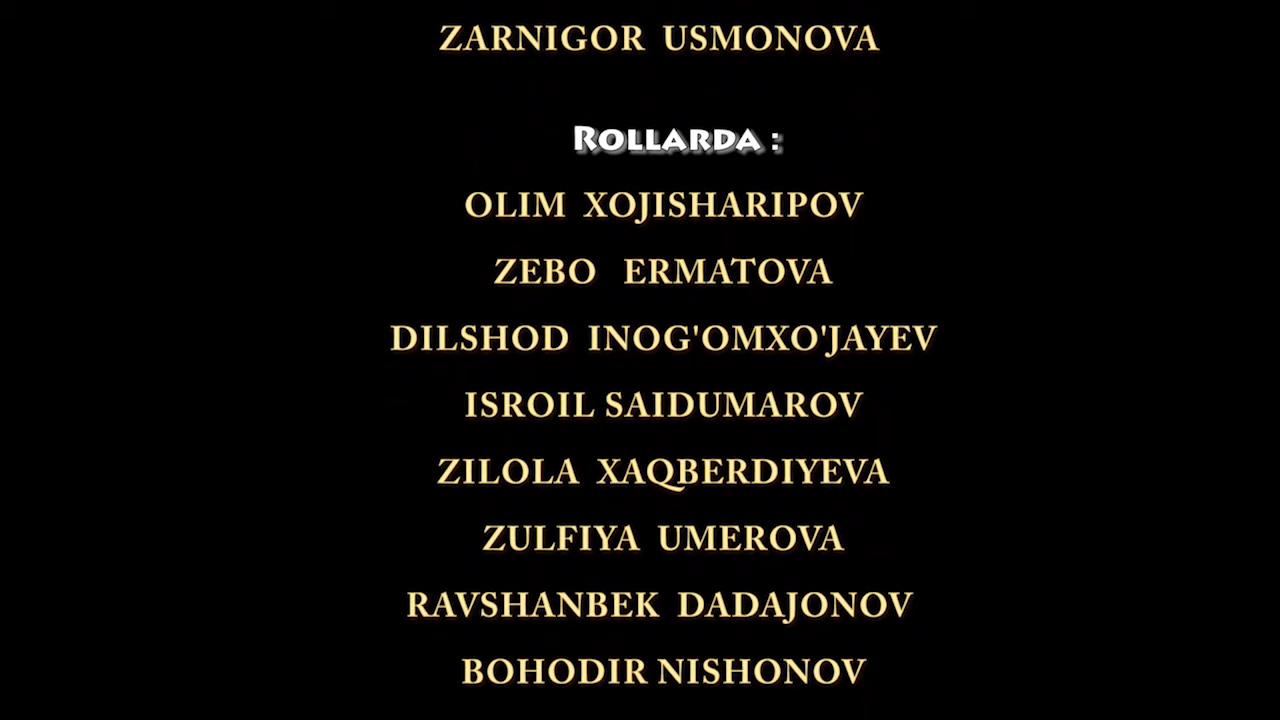 ZARNIGOR USMONOVA
ROLLARDA :
OLIM XOJISHARIPOV
ZEBO ERMATOVA
DILSHOD INOG'OMXO'JAYEV
ISROIL SAIDUMAROV
ZILOLA XAQBERDIYEVA
ZULFIYA UMEROVA
RAVSHANBEK DADAJONOV
BOHODIR NISHONOV